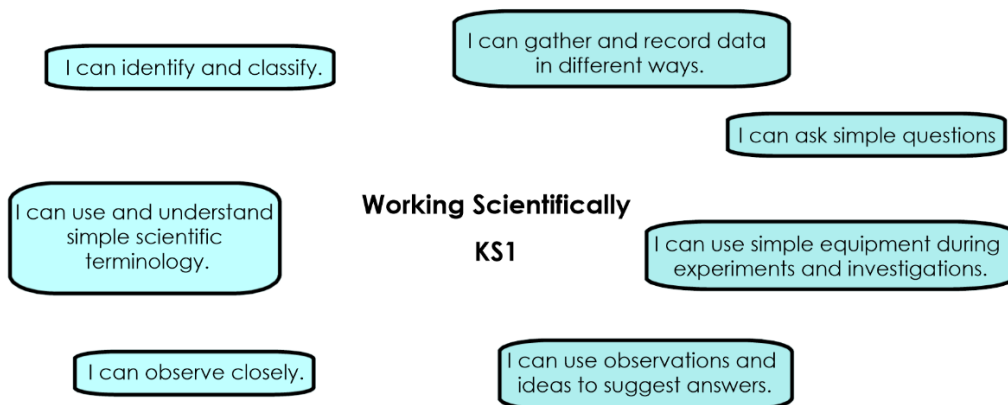 I can gather and record data
in different ways.
I can identify and classify.
I can ask simple questions
I can use and understand
simple scientific
terminology.
Working Scientifically
KS1
I can use simple equipment during
experiments and investigations.
I can observe closely.
I can use observations and
ideas to suggest answers.